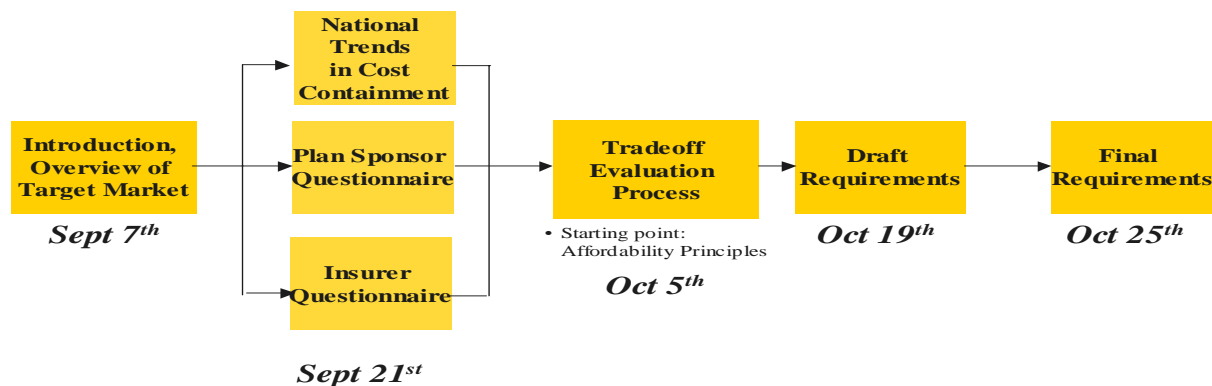 National
Trends
in Cost
Containment
Introduction,
Overview of
Target Market
Sept 7th
Plan Sponsor
Questionnaire
Insurer
Questionnaire
Sept 21st
Tradeoff
Evaluation
Process
• Starting point:
Affordability Principles
Oct 5th
Draft
Requirements
Oct 19th
Final
Requirements
Oct 25th